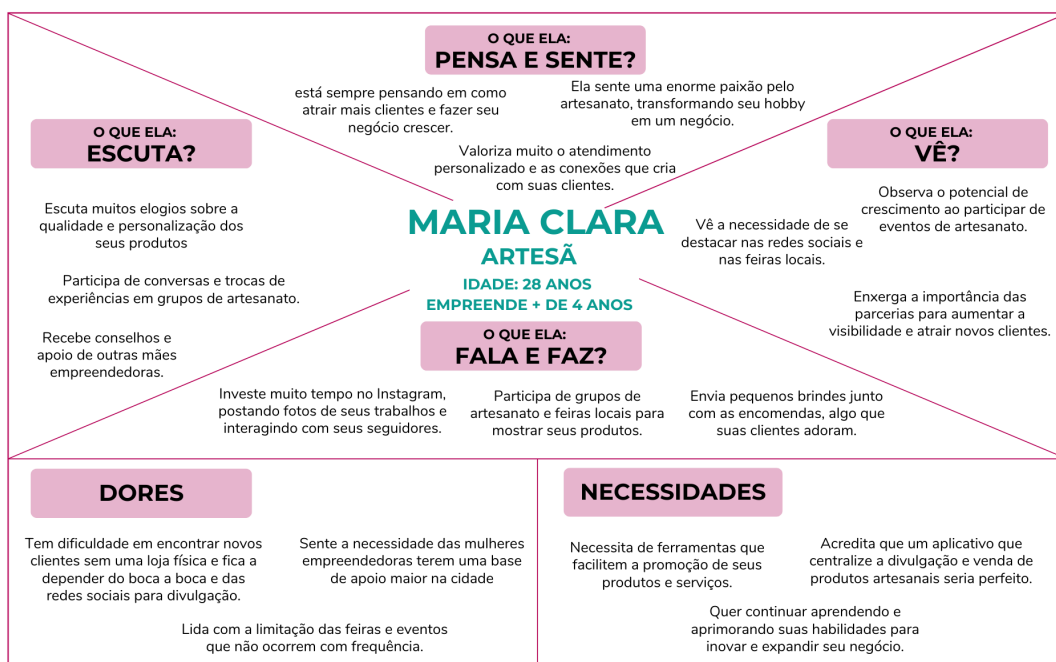 O QUE ELA:
PENSA E SENTE?
está sempre pensando em como
atrair mais clientes e fazer seu
negócio crescer.
Ela sente uma enorme paixão pelo
artesanato, transformando seu hobby
em um negócio.
Valoriza muito o atendimento
personalizado e as conexões que cria
com suas clientes.
O QUE ELA:
ESCUTA?
Escuta muitos elogios sobre a
qualidade e personalização dos
seus produtos
Participa de conversas e trocas de
experiências em grupos de artesanato.
Recebe conselhos e
apoio de outras mães
empreendedoras.
MARIA CLARA
ARTESÃ
IDADE: 28 ANOS
EMPREENDE + DE 4 ANOS
O QUE ELA:
VÊ?
Observa o potencial de
crescimento ao participar de
eventos de artesanato.
Vê a necessidade de se
destacar nas redes sociais e
nas feiras locais.
Enxerga a importância das
parcerias para aumentar a
visibilidade e atrair novos clientes.
O QUE ELA:
FALA E FAZ?
Investe muito tempo no Instagram,
postando fotos de seus trabalhos e
interagindo com seus seguidores.
Participa de grupos de
artesanato e feiras locais para
mostrar seus produtos.
Envia pequenos brindes junto
com as encomendas, algo que
suas clientes adoram.
DORES
Tem dificuldade em encontrar novos
clientes sem uma loja física e fica a
depender do boca a boca e das
redes sociais para divulgação.
Sente a necessidade das mulheres
empreendedoras terem uma base
de apoio maior na cidade
Lida com a limitação das feiras e eventos
que não ocorrem com frequência.
NECESSIDADES
Necessita de ferramentas que
facilitem a promoção de seus
produtos e serviços.
Acredita que um aplicativo que
centralize a divulgação e venda de
produtos artesanais seria perfeito.
Quer continuar aprendendo e
aprimorando suas habilidades para
inovar e expandir seu negócio.